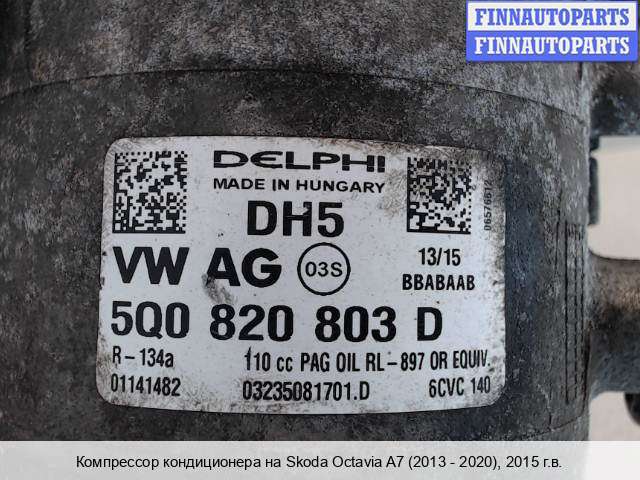 FINNAUTOPARTS
FINNAUTOPARTS
DELPHI
MADE IN HUNGARY
DH5
VW AG 03S
13/15
BBABAAB
5Q0 820 803 D
R-134a 110 cc PAG OIL RL-897 OR EQUIV.
01141482 03235081701.D 6CVC 140
Компрессор кондиционера на Skoda Octavia A7 (2013 - 2020), 2015 г.в.